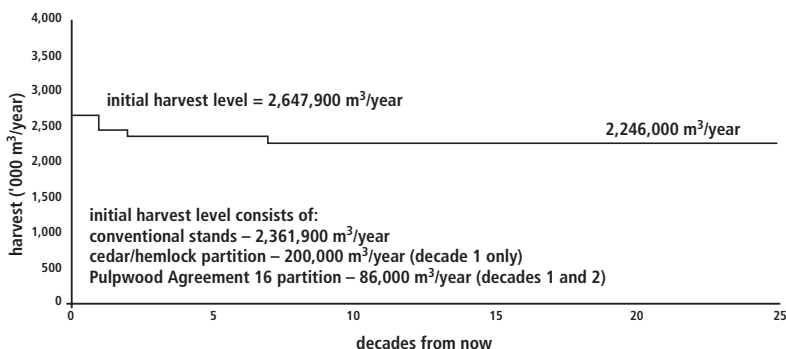 4,000
3,500
3,000
2,500
2,000
1,500
1,000
500
0
harvest ('000 m³/year)
initial harvest level = 2,647,900 m³/year
2,246,000 m³/year
initial harvest level consists of:
conventional stands – 2,361,900 m³/year
cedar/hemlock partition – 200,000 m³/year (decade 1 only)
Pulpwood Agreement 16 partition – 86,000 m³/year (decades 1 and 2)
0 5 10 15 20 25
decades from now